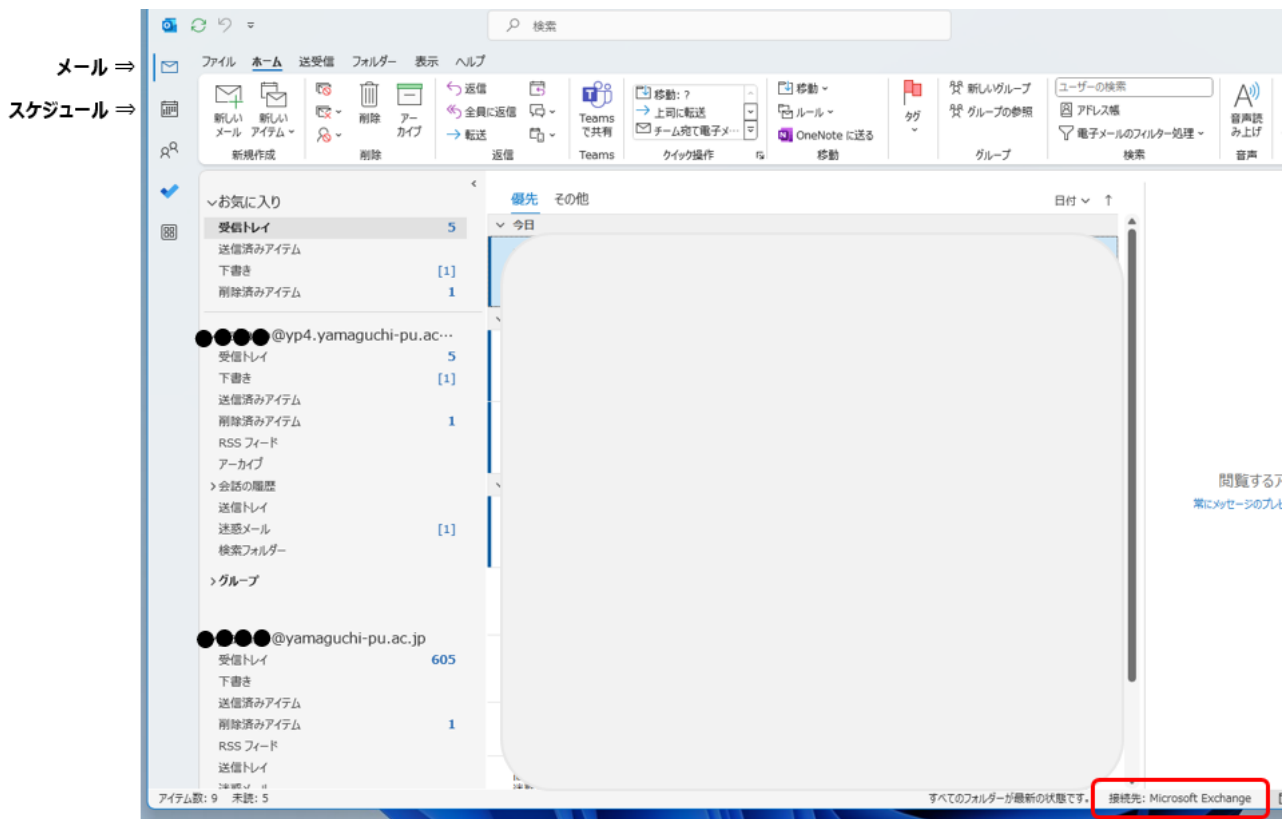 検索
メール ⇒
スケジュール ⇒
ファイル ホーム 送受信 フォルダー 表示 ヘルプ
新しい メール
新しい アイテム
新規作成
削除
アー カイブ
削除
返信
全員に返信
転送
返信
Teams で共有
Teams
移動: ?
上司に転送
チーム宛て電子メ…
クイック操作
移動
ルール
OneNote に送る
移動
タグ
新しいグループ
グループの参照
グループ
ユーザーの検索
アドレス帳
電子メールのフィルター処理
検索
音声読 み上げ
音声
お気に入り
受信トレイ 5
送信済みアイテム
下書き [1]
削除済みアイテム 1
@yp4.yamaguchi-pu.ac…
受信トレイ 5
下書き [1]
送信済みアイテム
削除済みアイテム 1
RSS フィード
アーカイブ
会話の履歴
送信トレイ
迷惑メール [1]
検索フォルダー
グループ
@yamaguchi-pu.ac.jp
受信トレイ 605
下書き
送信済みアイテム
削除済みアイテム 1
RSS フィード
送信トレイ
優先 その他
日付 ↑
今日
閲覧するア
常にメッセージのプレビ
アイテム数: 9 未読: 5
すべてのフォルダーが最新の状態です。
接続先: Microsoft Exchange